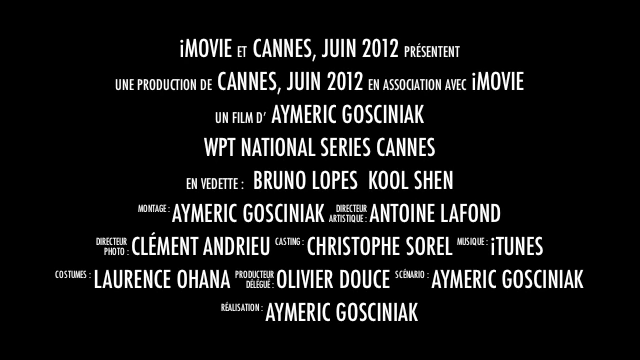 iMOVIE ET CANNES, JUIN 2012 PRÉSENTENT
UNE PRODUCTION DE CANNES, JUIN 2012 EN ASSOCIATION AVEC iMOVIE
UN FILM D' AYMERIC GOSCINIAK
WPT NATIONAL SERIES CANNES
EN VEDETTE : BRUNO LOPES KOOL SHEN
MONTAGE : AYMERIC GOSCINIAK DIRECTEUR ARTISTIQUE : ANTOINE LAFOND
DIRECTEUR PHOTO : CLÉMENT ANDRIEU CASTING : CHRISTOPHE SOREL MUSIQUE : iTUNES
COSTUMES : LAURENCE OHANA PRODUCTEUR DÉLÉGUÉ : OLIVIER DOUCE SCÉNARIO : AYMERIC GOSCINIAK
RÉALISATION : AYMERIC GOSCINIAK